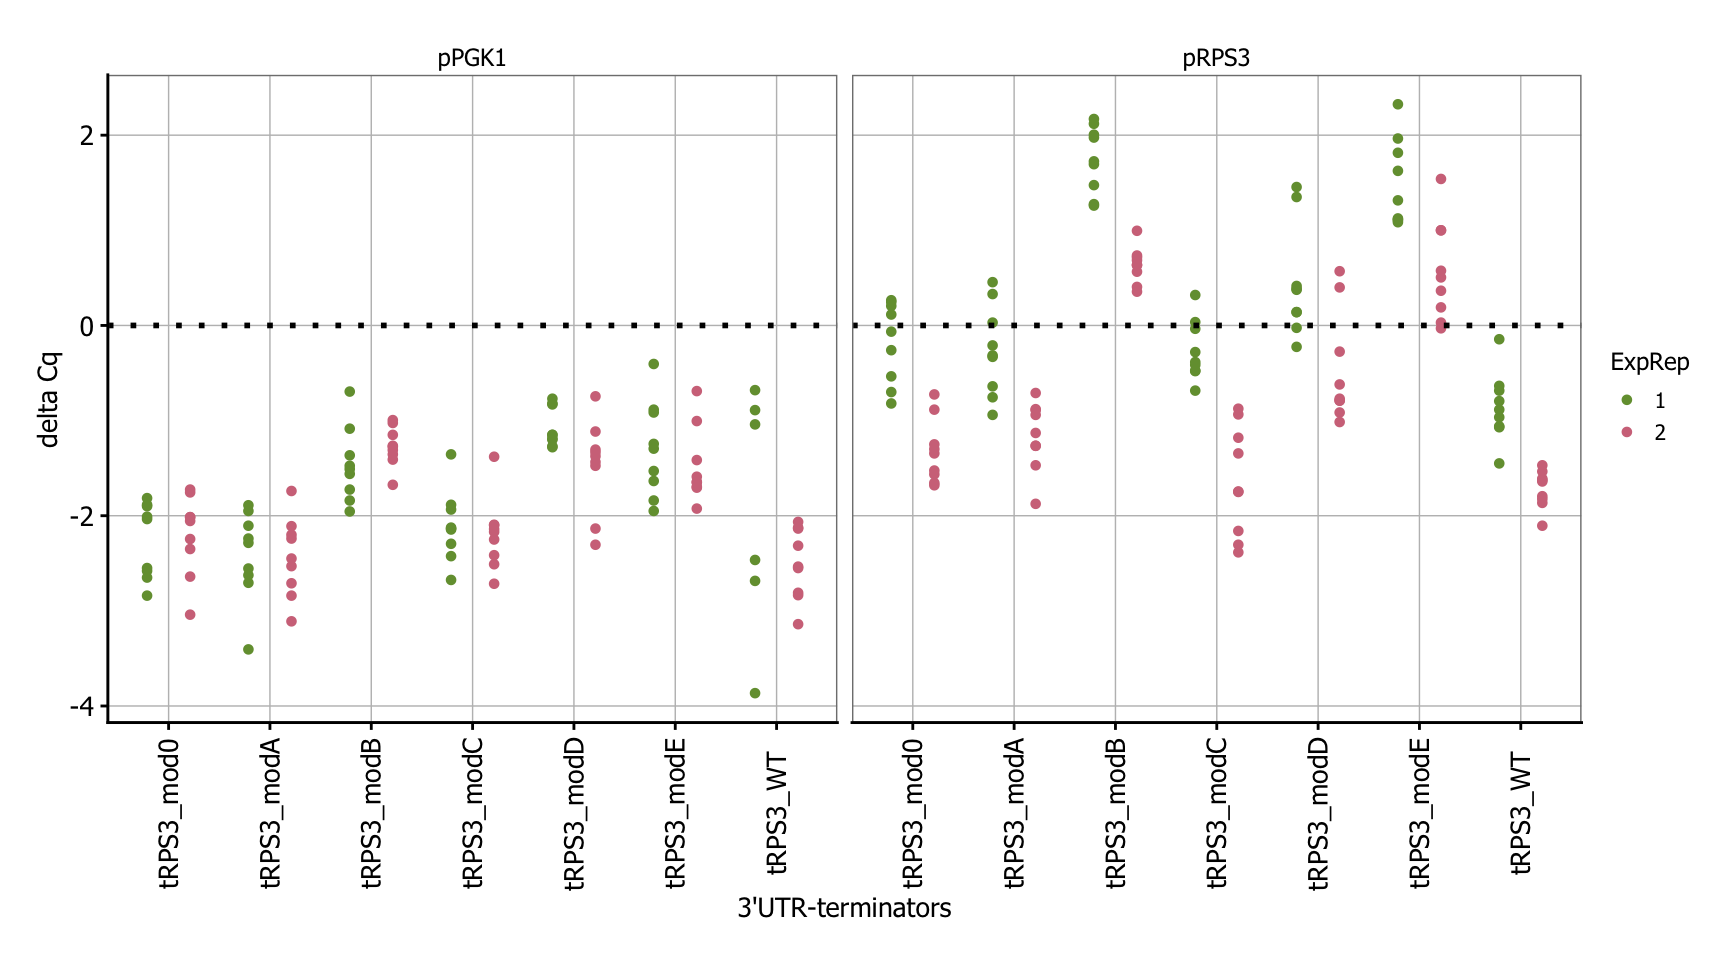 pPGK1
pRPS3
2
0
-2
-4
delta Cq
tRPS3_mod0
tRPS3_modA
tRPS3_modB
tRPS3_modC
tRPS3_modD
tRPS3_modE
tRPS3_WT
tRPS3_mod0
tRPS3_modA
tRPS3_modB
tRPS3_modC
tRPS3_modD
tRPS3_modE
tRPS3_WT
3'UTR-terminators
ExpRep
1
2